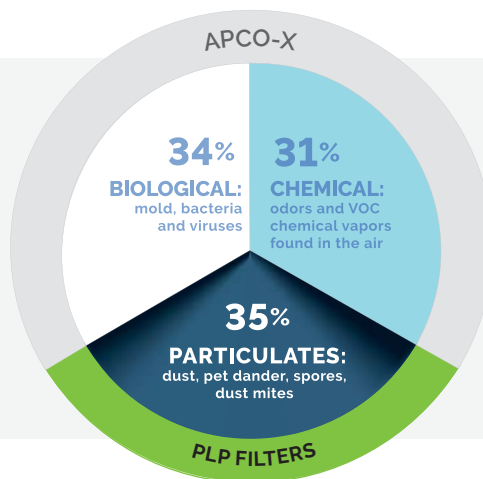 APCO-X
34%
BIOLOGICAL:
mold, bacteria
and viruses
31%
CHEMICAL:
odors and VOC
chemical vapors
found in the air
35%
PARTICULATES:
dust, pet dander, spores,
dust mites
PLP FILTERS